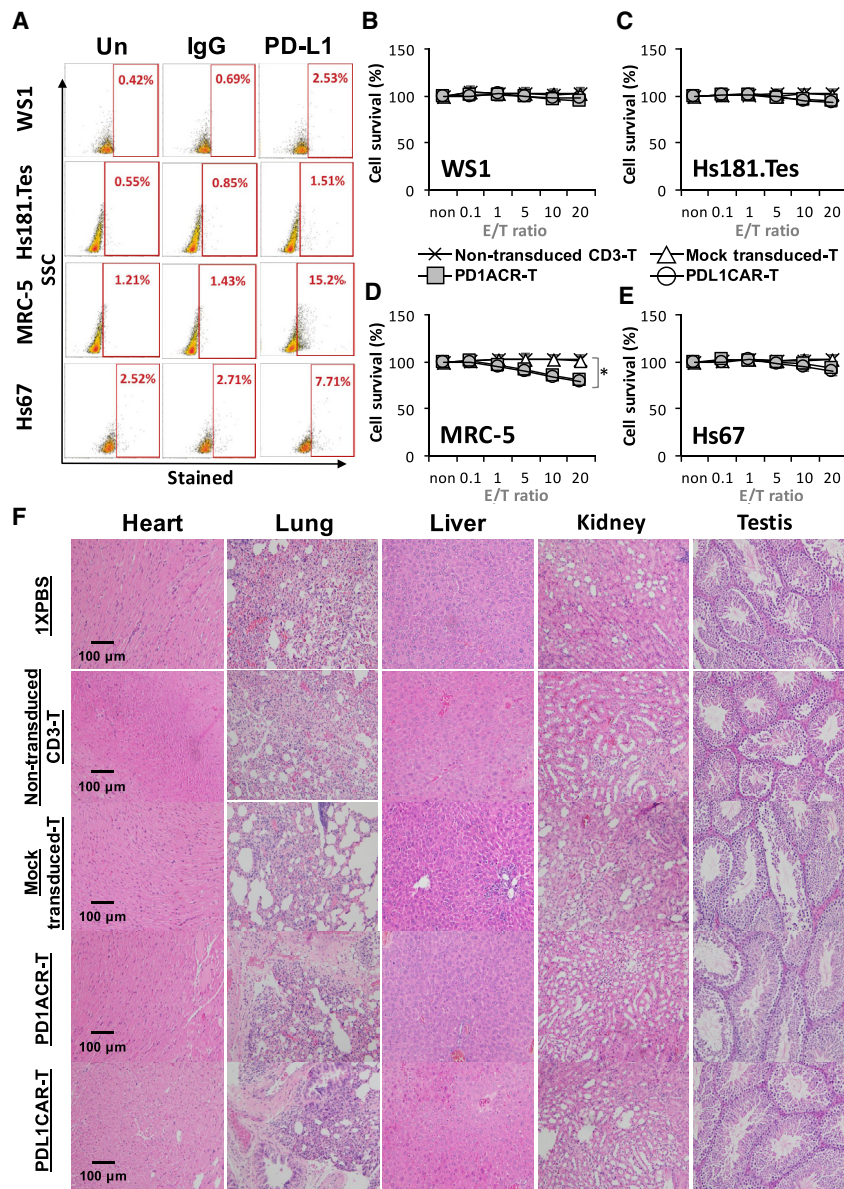 A
Un IgG PD-L1
WS1
0.42% 0.69% 2.53%
Hs181.Tes
0.55% 0.85% 1.51%
MRC-5
1.21% 1.43% 15.2%
Hs67
2.52% 2.71% 7.71%
SSC
Stained
B
Cell survival (%)
150
100
50
0
WS1
non 0.1 1 5 10 20
E/T ratio
C
Cell survival (%)
150
100
50
0
Hs181.Tes
non 0.1 1 5 10 20
E/T ratio
Non-transduced CD3-T
Mock transduced-T
PD1ACR-T
PDL1CAR-T
D
Cell survival (%)
150
100
50
0
*
MRC-5
non 0.1 1 5 10 20
E/T ratio
E
Cell survival (%)
150
100
50
0
Hs67
non 0.1 1 5 10 20
E/T ratio
F
Heart Lung Liver Kidney Testis
1XPBS
100 µm
Non-transduced
CD3-T
100 µm
Mock
transduced-T
100 µm
PD1ACR-T
100 µm
PDL1CAR-T
100 µm